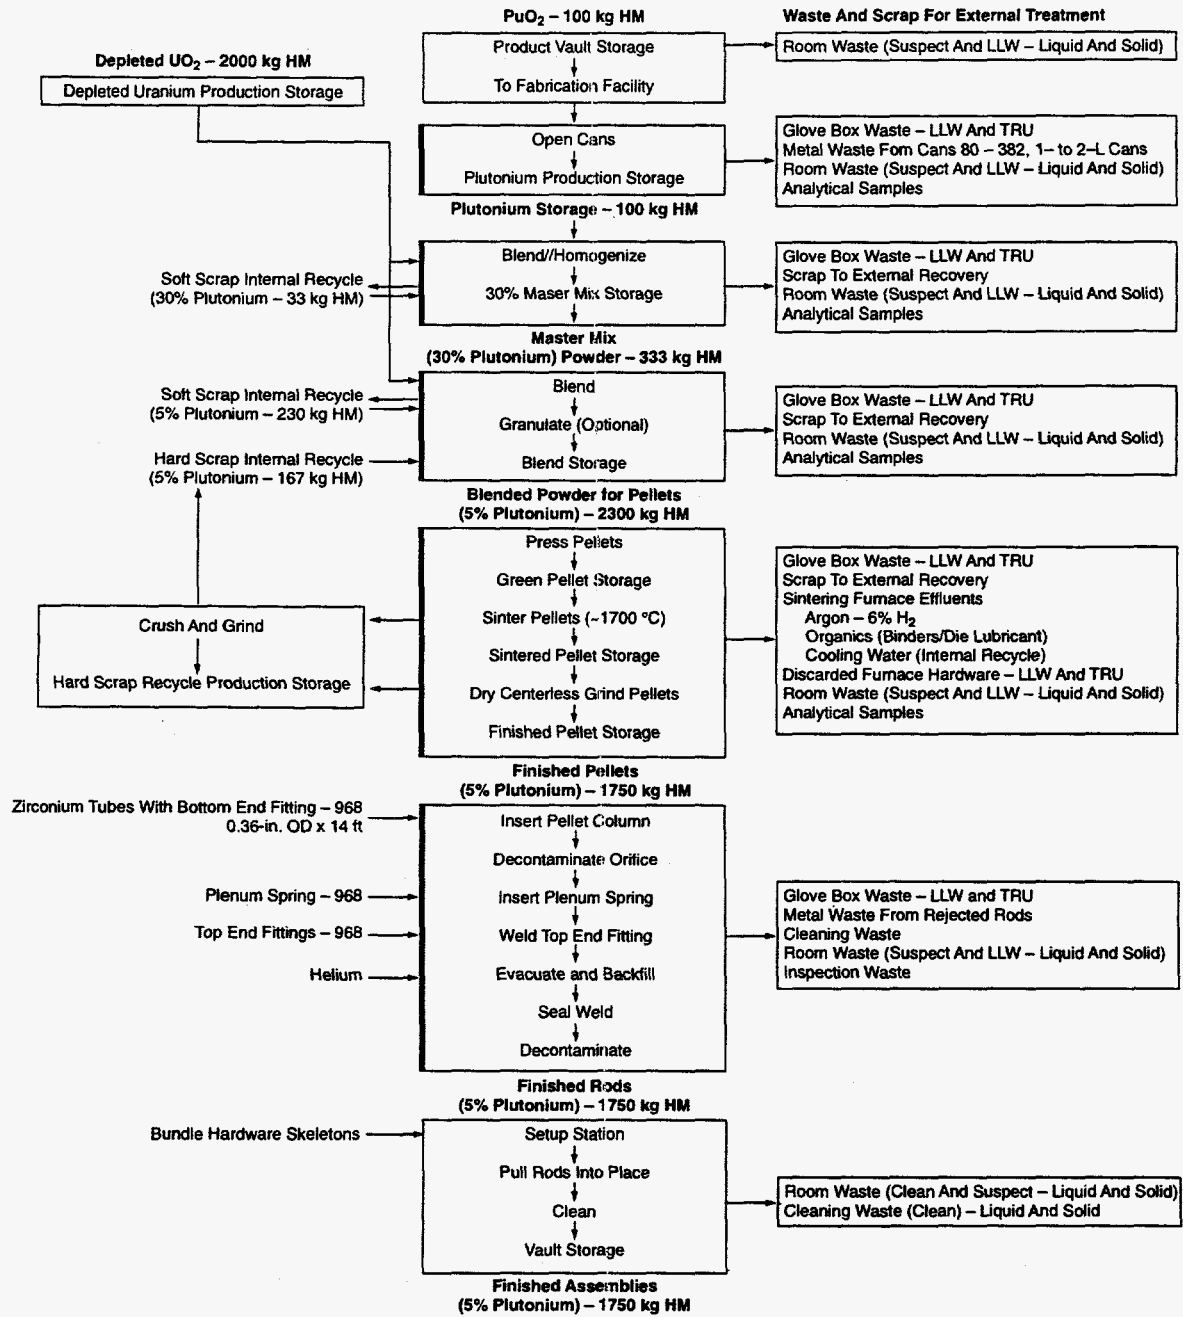 PuO2 – 100 kg HM
Waste And Scrap For External Treatment
Product Vault Storage
To Fabrication Facility
Room Waste (Suspect And LLW – Liquid And Solid)
Depleted UO2 – 2000 kg HM
Depleted Uranium Production Storage
Open Cans
Plutonium Production Storage
Glove Box Waste – LLW And TRU
Metal Waste Fom Cans 80 – 382, 1– to 2–L Cans
Room Waste (Suspect And LLW – Liquid And Solid)
Analytical Samples
Plutonium Storage – 100 kg HM
Soft Scrap Internal Recycle
(30% Plutonium – 33 kg HM)
Blend//Homogenize
30% Maser Mix Storage
Glove Box Waste – LLW And TRU
Scrap To External Recovery
Room Waste (Suspect And LLW – Liquid And Solid)
Analytical Samples
Master Mix
(30% Plutonium) Powder – 333 kg HM
Soft Scrap Internal Recycle
(5% Plutonium – 230 kg HM)
Hard Scrap Internal Recycle
(5% Plutonium – 167 kg HM)
Blend
Granulate (Optional)
Blend Storage
Glove Box Waste – LLW And TRU
Scrap To External Recovery
Room Waste (Suspect And LLW – Liquid And Solid)
Analytical Samples
Blended Powder for Pellets
(5% Plutonium) – 2300 kg HM
Crush And Grind
Hard Scrap Recycle Production Storage
Press Pellets
Green Pellet Storage
Sinter Pellets (~1700 °C)
Sintered Pellet Storage
Dry Centerless Grind Pellets
Finished Pellet Storage
Glove Box Waste – LLW And TRU
Scrap To External Recovery
Sintering Furnace Effluents
Argon – 6% H2
Organics (Binders/Die Lubricant)
Cooling Water (Internal Recycle)
Discarded Furnace Hardware – LLW And TRU
Room Waste (Suspect And LLW – Liquid And Solid)
Analytical Samples
Finished Pellets
(5% Plutonium) – 1750 kg HM
Zirconium Tubes With Bottom End Fitting – 968
0.36-in. OD x 14 ft
Plenum Spring – 968
Top End Fittings – 968
Helium
Insert Pellet Column
Decontaminate Orifice
Insert Plenum Spring
Weld Top End Fitting
Evacuate and Backfill
Seal Weld
Decontaminate
Glove Box Waste – LLW and TRU
Metal Waste From Rejected Rods
Cleaning Waste
Room Waste (Suspect And LLW – Liquid And Solid)
Inspection Waste
Finished Rods
(5% Plutonium) – 1750 kg HM
Bundle Hardware Skeletons
Setup Station
Pull Rods Into Place
Clean
Vault Storage
Room Waste (Clean And Suspect – Liquid And Solid)
Cleaning Waste (Clean) – Liquid And Solid
Finished Assemblies
(5% Plutonium) – 1750 kg HM